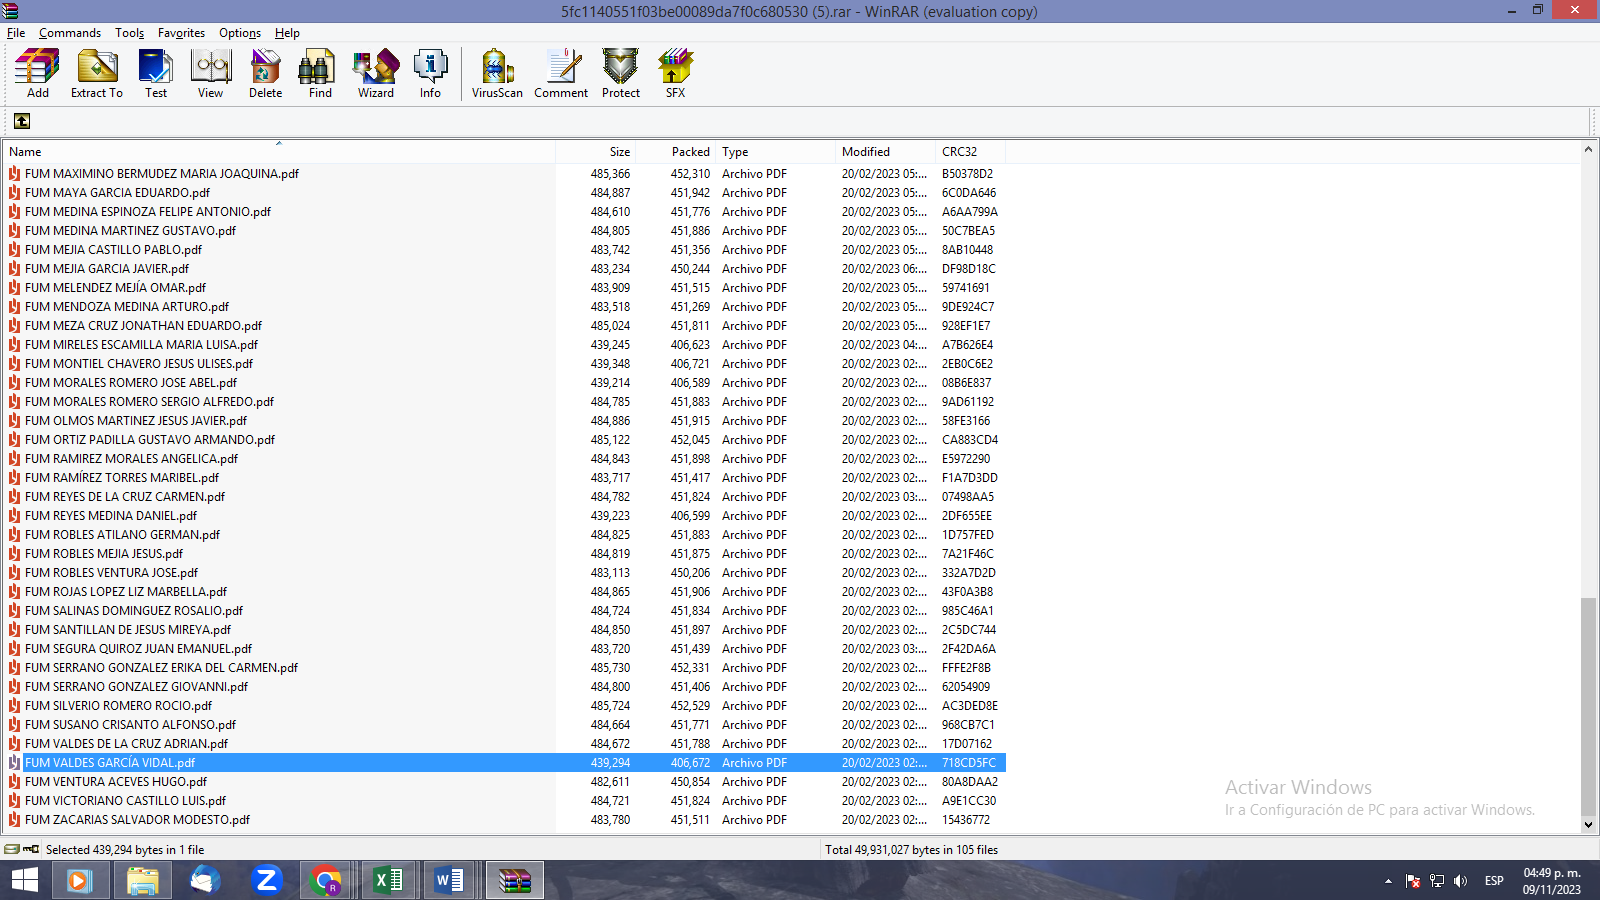 5fc1140551f03be00089da7f0c680530 (5).rar - WinRAR (evaluation copy)
File Commands Tools Favorites Options Help
Add Extract To Test View Delete Find Wizard Info VirusScan Comment Protect SFX
Name Size Packed Type Modified CRC32
FUM MAXIMINO BERMUDEZ MARIA JOAQUINA.pdf 485,366 452,310 Archivo PDF 20/02/2023 05:... B50378D2
FUM MAYA GARCIA EDUARDO.pdf 484,887 451,942 Archivo PDF 20/02/2023 05:... 6C0DA646
FUM MEDINA ESPINOZA FELIPE ANTONIO.pdf 484,610 451,776 Archivo PDF 20/02/2023 05:... A6AA799A
FUM MEDINA MARTINEZ GUSTAVO.pdf 484,805 451,886 Archivo PDF 20/02/2023 05:... 50C7BEA5
FUM MEJIA CASTILLO PABLO.pdf 483,742 451,356 Archivo PDF 20/02/2023 05:... 8AB10448
FUM MEJIA GARCIA JAVIER.pdf 483,234 450,244 Archivo PDF 20/02/2023 06:... DF98D18C
FUM MELENDEZ MEJÍA OMAR.pdf 483,909 451,515 Archivo PDF 20/02/2023 05:... 59741691
FUM MENDOZA MEDINA ARTURO.pdf 483,518 451,269 Archivo PDF 20/02/2023 05:... 9DE924C7
FUM MEZA CRUZ JONATHAN EDUARDO.pdf 485,024 451,811 Archivo PDF 20/02/2023 05:... 928EF1E7
FUM MIRELES ESCAMILLA MARIA LUISA.pdf 439,245 406,623 Archivo PDF 20/02/2023 04:... A7B626E4
FUM MONTIEL CHAVERO JESUS ULISES.pdf 439,348 406,721 Archivo PDF 20/02/2023 02:... 2EB0C6E2
FUM MORALES ROMERO JOSE ABEL.pdf 439,214 406,589 Archivo PDF 20/02/2023 02:... 08B6E837
FUM MORALES ROMERO SERGIO ALFREDO.pdf 484,785 451,883 Archivo PDF 20/02/2023 02:... 9AD61192
FUM OLMOS MARTINEZ JESUS JAVIER.pdf 484,886 451,915 Archivo PDF 20/02/2023 02:... 58FE3166
FUM ORTIZ PADILLA GUSTAVO ARMANDO.pdf 485,122 452,045 Archivo PDF 20/02/2023 02:... CA883CD4
FUM RAMIREZ MORALES ANGELICA.pdf 484,843 451,898 Archivo PDF 20/02/2023 02:... E5972290
FUM RAMÍREZ TORRES MARIBEL.pdf 483,717 451,417 Archivo PDF 20/02/2023 02:... F1A7D3DD
FUM REYES DE LA CRUZ CARMEN.pdf 484,782 451,824 Archivo PDF 20/02/2023 03:... 07498AA5
FUM REYES MEDINA DANIEL.pdf 439,223 406,599 Archivo PDF 20/02/2023 02:... 2DF655EE
FUM ROBLES ATILANO GERMAN.pdf 484,825 451,883 Archivo PDF 20/02/2023 02:... 1D757FED
FUM ROBLES MEJIA JESUS.pdf 484,819 451,875 Archivo PDF 20/02/2023 02:... 7A21F46C
FUM ROBLES VENTURA JOSE.pdf 483,113 450,206 Archivo PDF 20/02/2023 02:... 332A7D2D
FUM ROJAS LOPEZ LIZ MARBELLA.pdf 484,865 451,906 Archivo PDF 20/02/2023 02:... 43F0A3B8
FUM SALINAS DOMINGUEZ ROSALIO.pdf 484,724 451,834 Archivo PDF 20/02/2023 02:... 985C46A1
FUM SANTILLAN DE JESUS MIREYA.pdf 484,850 451,897 Archivo PDF 20/02/2023 02:... 2C5DC744
FUM SEGURA QUIROZ JUAN EMANUEL.pdf 483,720 451,439 Archivo PDF 20/02/2023 03:... 2F42DA6A
FUM SERRANO GONZALEZ ERIKA DEL CARMEN.pdf 485,730 452,331 Archivo PDF 20/02/2023 02:... FFFE2F8B
FUM SERRANO GONZALEZ GIOVANNI.pdf 484,800 451,406 Archivo PDF 20/02/2023 02:... 62054909
FUM SILVERIO ROMERO ROCIO.pdf 485,724 452,529 Archivo PDF 20/02/2023 02:... AC3DED8E
FUM SUSANO CRISANTO ALFONSO.pdf 484,664 451,771 Archivo PDF 20/02/2023 02:... 968CB7C1
FUM VALDES DE LA CRUZ ADRIAN.pdf 484,672 451,788 Archivo PDF 20/02/2023 02:... 17D07162
FUM VALDES GARCÍA VIDAL.pdf 439,294 406,672 Archivo PDF 20/02/2023 02:... 718CD5FC
FUM VENTURA ACEVES HUGO.pdf 482,611 450,854 Archivo PDF 20/02/2023 02:... 80A8DAA2
FUM VICTORIANO CASTILLO LUIS.pdf 484,721 451,824 Archivo PDF 20/02/2023 02:... A9E1CC30
FUM ZACARIAS SALVADOR MODESTO.pdf 483,780 451,511 Archivo PDF 20/02/2023 02:... 15436772
Activar Windows
Ir a Configuración de PC para activar Windows.
Selected 439,294 bytes in 1 file Total 49,931,027 bytes in 105 files
ESP 04:49 p. m.
09/11/2023